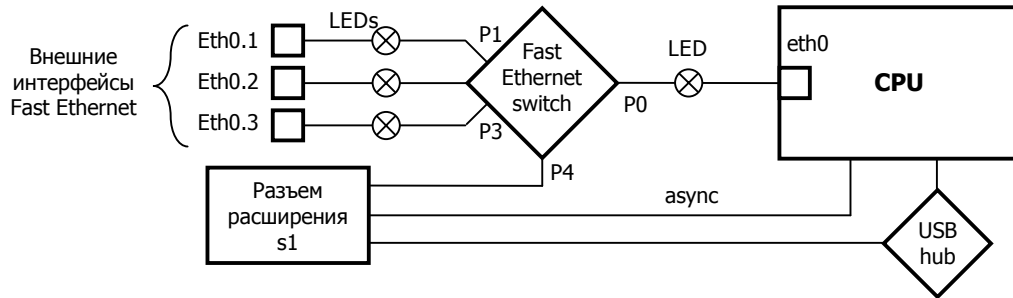 Внешние
интерфейсы
Fast Ethernet
Eth0.1
Eth0.2
Eth0.3
LEDs
P1
P3
Fast
Ethernet
switch
P0
P4
LED
eth0
CPU
Разъем
расширения
s1
async
USB
hub